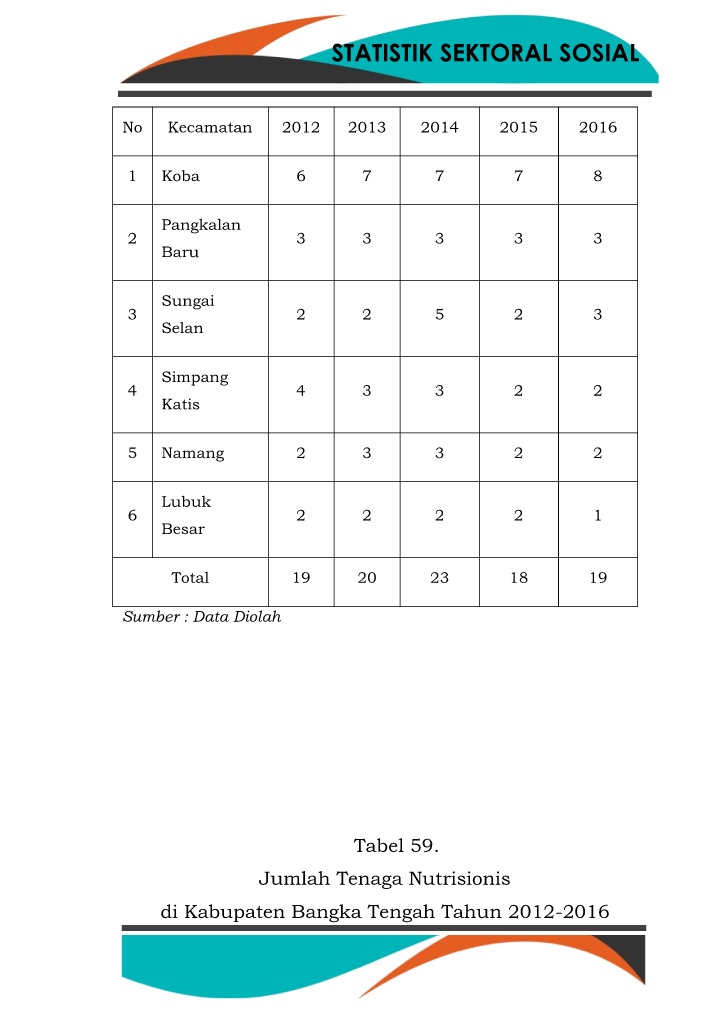 STATISTIK SEKTORAL SOSIAL
No Kecamatan 2012 2013 2014 2015 2016
1 Koba 6 7 7 7 8
2 Pangkalan Baru 3 3 3 3 3
3 Sungai Selan 2 2 5 2 3
4 Simpang Katis 4 3 3 2 2
5 Namang 2 3 3 2 2
6 Lubuk Besar 2 2 2 2 1
Total 19 20 23 18 19
Sumber : Data Diolah
Tabel 59.
Jumlah Tenaga Nutrisionis
di Kabupaten Bangka Tengah Tahun 2012-2016